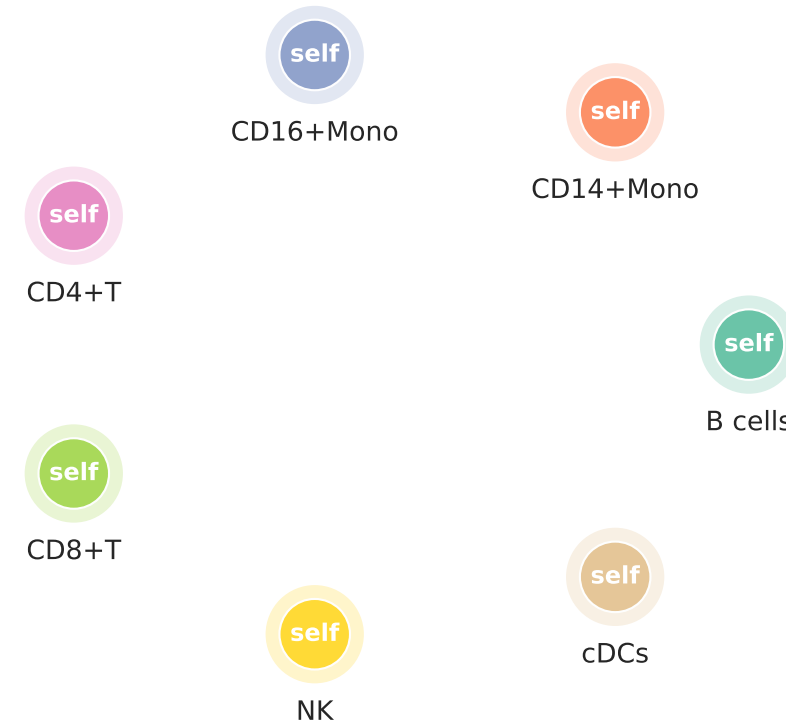 self
CD16+Mono
self
CD14+Mono
self
CD4+T
self
B cells
self
CD8+T
self
cDCs
self
NK